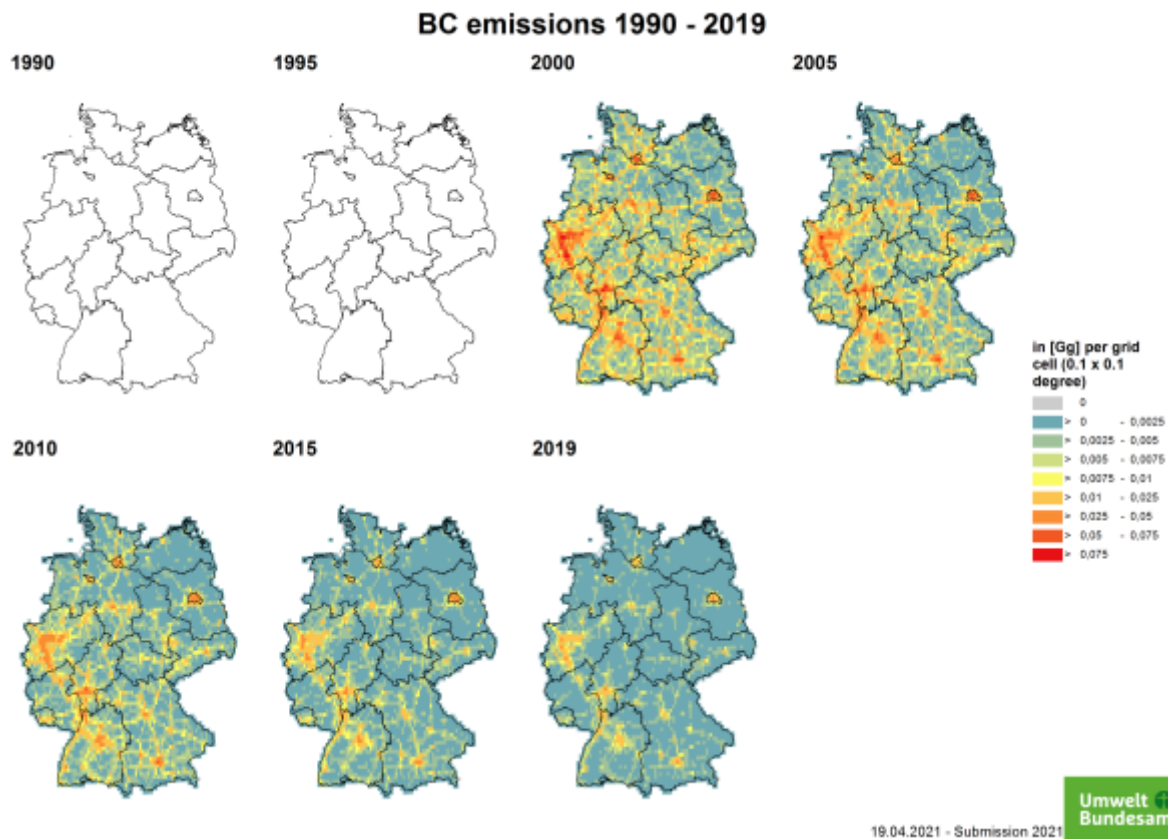 BC emissions 1990 - 2019
1990
1995
2000
2005
in [Gg] per grid
cell (0.1 x 0.1
degree)
0
> 0 - 0,0025
> 0,0025 - 0,005
> 0,005 - 0,0075
> 0,0075 - 0,01
> 0,01 - 0,025
> 0,025 - 0,05
> 0,05 - 0,075
> 0,075
2010
2015
2019
19.04.2021 - Submission 2021
Umwelt
Bundesam